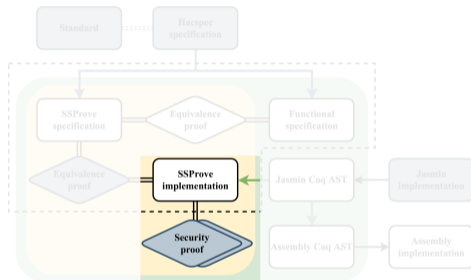 Standard
Hacspec
specification
SSProve
specification
Equivalence
proof
Functional
specification
Equivalence
proof
SSProve
implementation
Jasmin Coq AST
Jasmin
implementation
Security
proof
Assembly Coq AST
Assembly
implementation